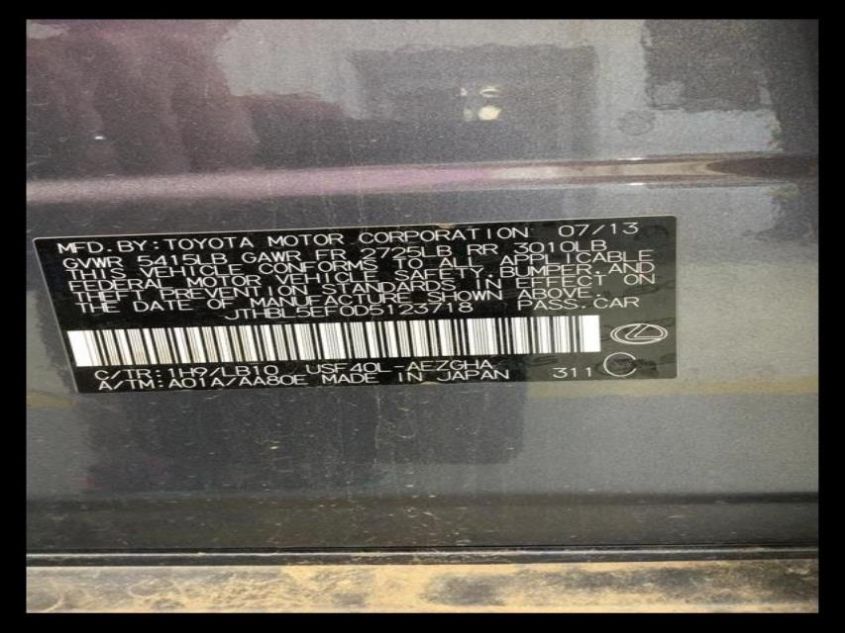 MFD.BY:TOYOTA MOTOR CORPORATION 07/13
GVWR 5415LB GAWR FR 2725LB RR 3010LB
THIS VEHICLE CONFORMS TO ALL APPLICABLE
FEDERAL MOTOR VEHICLE SAFETY,BUMPER,AND
THEFT PREVENTION STANDARDS IN EFFECT ON
THE DATE OF MANUFACTURE SHOWN ABOVE.
JTHBL5EF0D5123718 PASS.CAR
C/TR:1H9/LB10 USF40L-AEZGHA
A/TM:A01A/AA80E MADE IN JAPAN 311 C